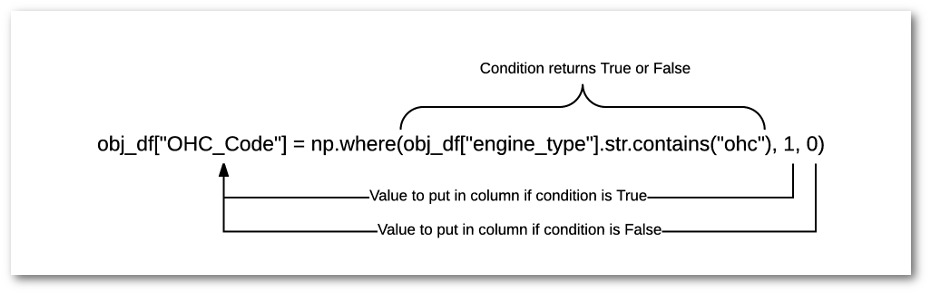 Condition returns True or False
obj_df["OHC_Code"] = np.where(obj_df["engine_type"].str.contains("ohc"), 1, 0)
Value to put in column if condition is True
Value to put in column if condition is False